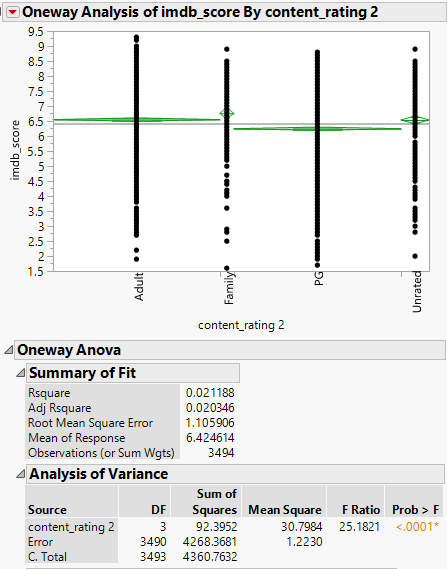 Oneway Analysis of imdb_score By content_rating 2
9.5
9
8.5
8
7.5
7
6.5
6
5.5
5
4.5
4
3.5
3
2.5
2
1.5
imdb_score
Adult
Family
PG
Unrated
content_rating 2
Oneway Anova
Summary of Fit
Rsquare 0.021188
Adj Rsquare 0.020346
Root Mean Square Error 1.105906
Mean of Response 6.424614
Observations (or Sum Wgts) 3494
Analysis of Variance
Sum of
Source DF Squares Mean Square F Ratio Prob > F
content_rating 2 3 92.3952 30.7984 25.1821 <.0001*
Error 3490 4268.3681 1.2230
C. Total 3493 4360.7632